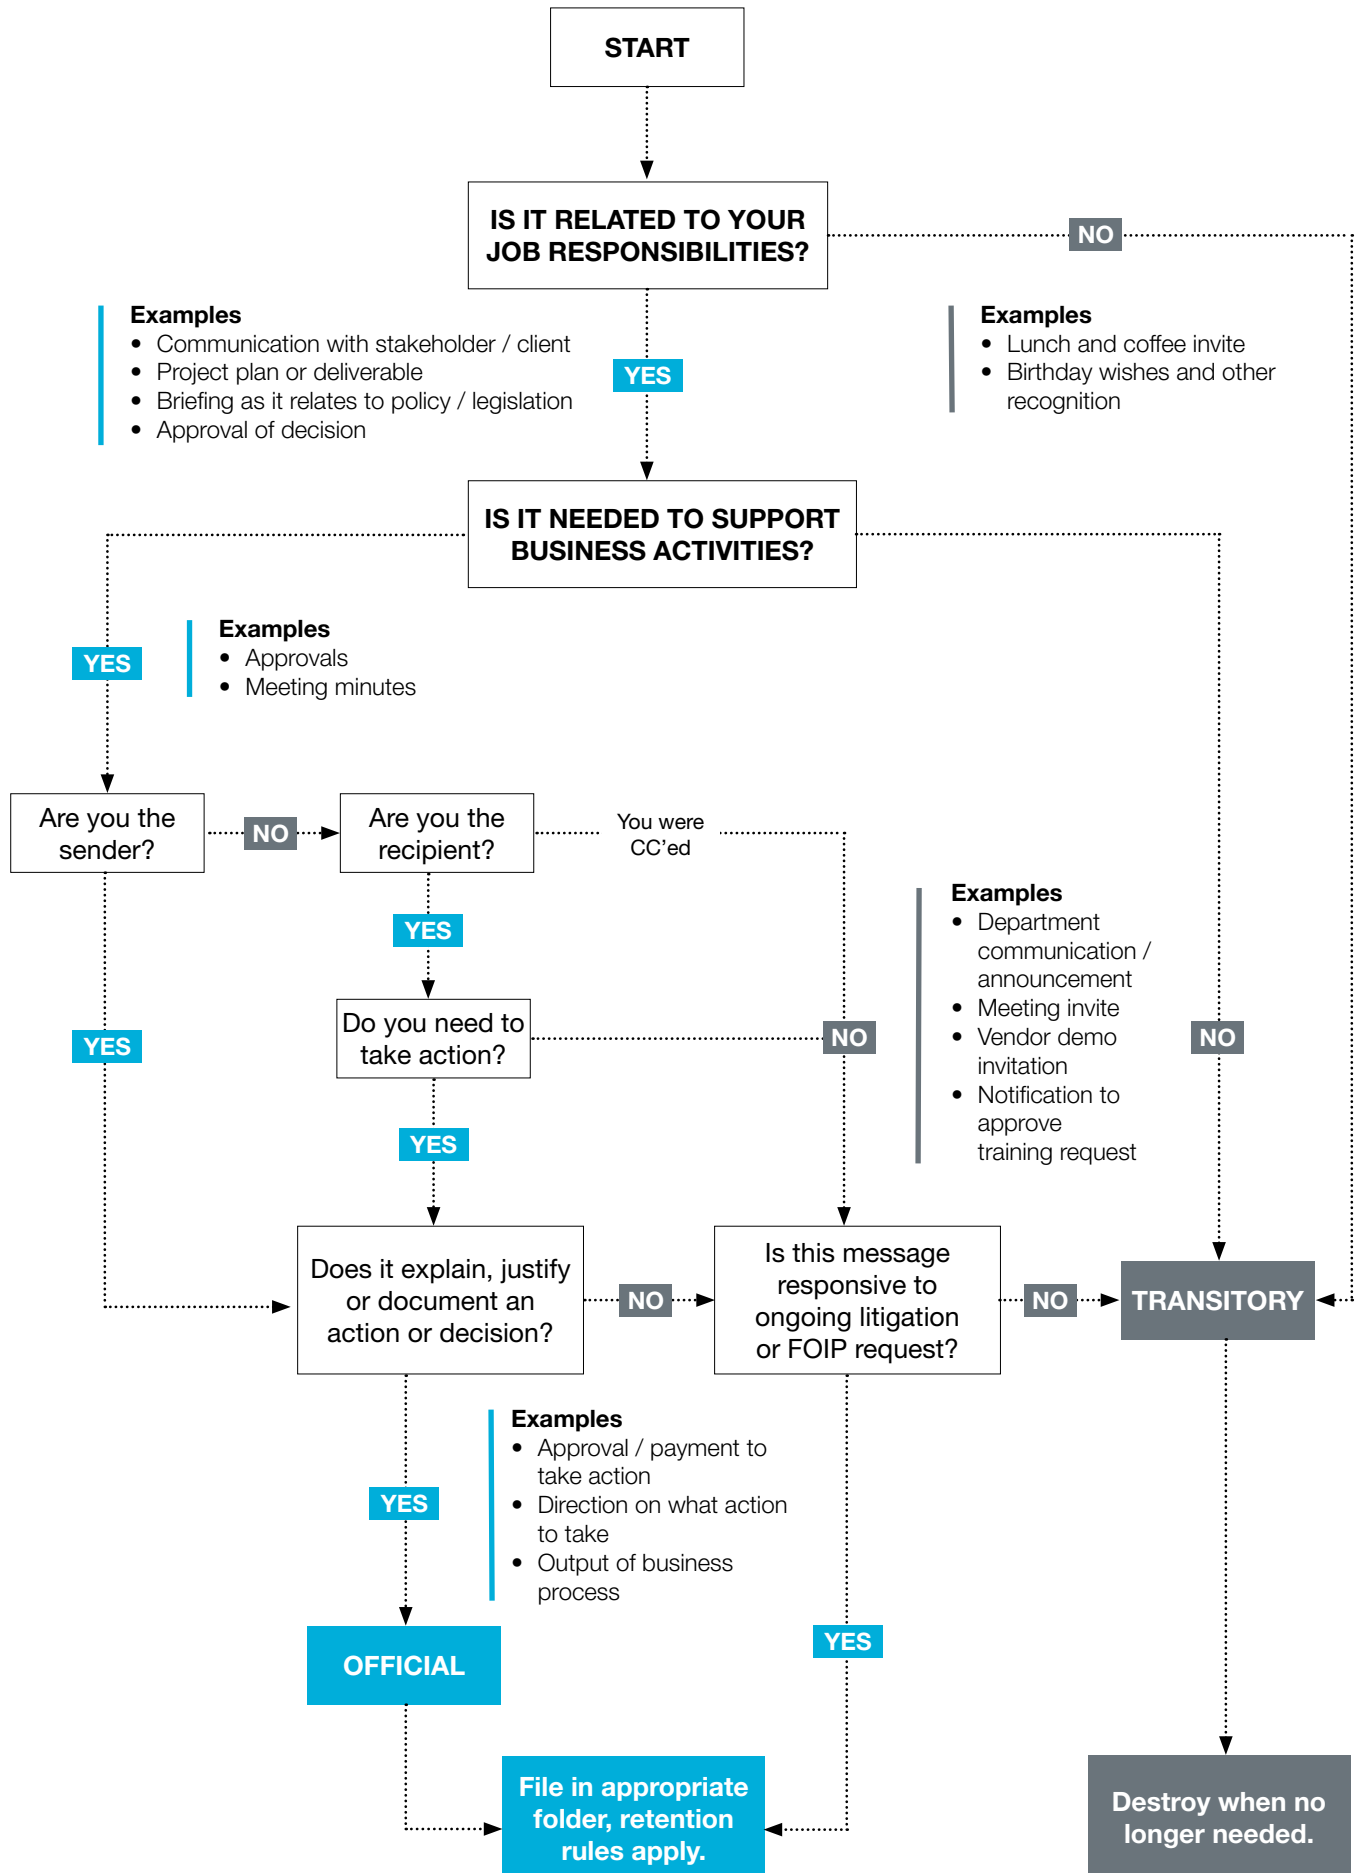 START
IS IT RELATED TO YOUR
JOB RESPONSIBILITIES?
NO
Examples
• Communication with stakeholder / client
• Project plan or deliverable
• Briefing as it relates to policy / legislation
• Approval of decision
YES
Examples
• Lunch and coffee invite
• Birthday wishes and other
recognition
IS IT NEEDED TO SUPPORT
BUSINESS ACTIVITIES?
YES
Examples
• Approvals
• Meeting minutes
Are you the
sender?
NO
Are you the
recipient?
You were
CC'ed
YES
Examples
• Department
communication /
announcement
• Meeting invite
• Vendor demo
invitation
• Notification to
approve
training request
YES
Do you need to
take action?
NO
NO
YES
Does it explain, justify
or document an
action or decision?
NO
Is this message
responsive to
ongoing litigation
or FOIP request?
NO
TRANSITORY
YES
Examples
• Approval / payment to
take action
• Direction on what action
to take
• Output of business
process
YES
OFFICIAL
File in appropriate
folder, retention
rules apply.
Destroy when no
longer needed.